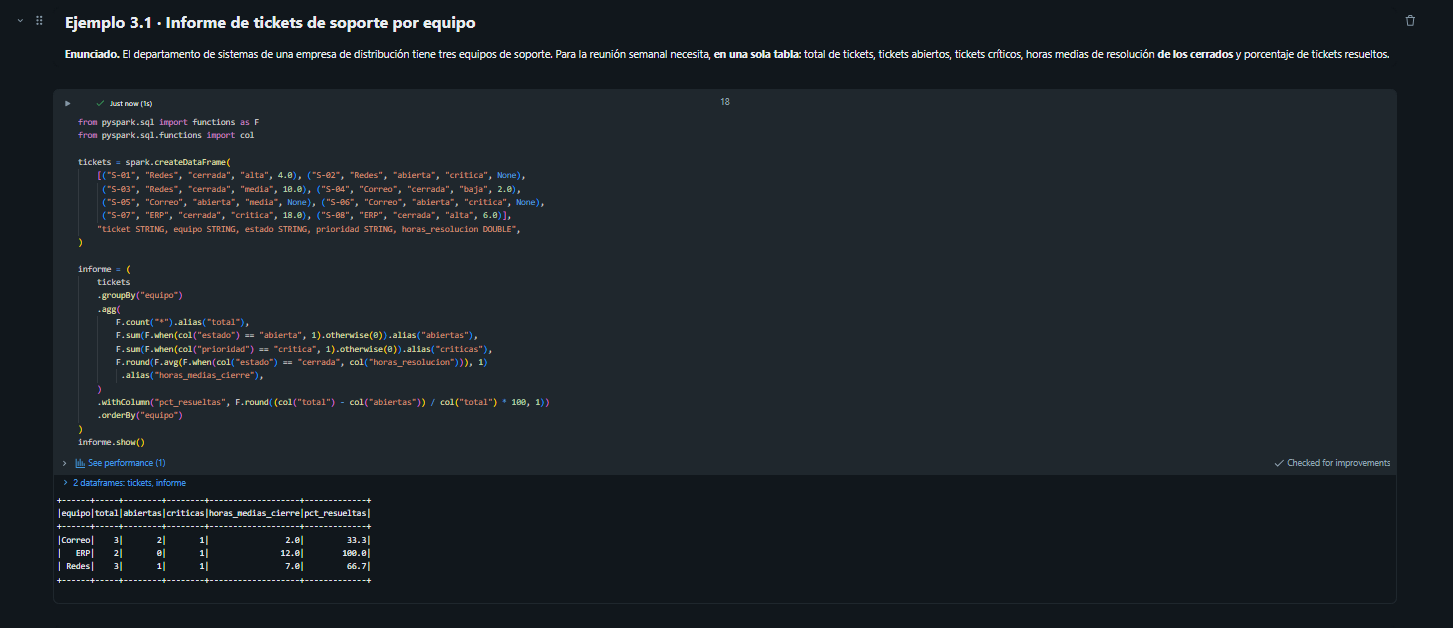 Ejemplo 3.1 · Informe de tickets de soporte por equipo
Enunciado. El departamento de sistemas de una empresa de distribución tiene tres equipos de soporte. Para la reunión semanal necesita, en una sola tabla: total de tickets, tickets abiertos, tickets críticos, horas medias de resolución de los cerrados y porcentaje de tickets resueltos.
Just now (1s)
18
from pyspark.sql import functions as F
from pyspark.sql.functions import col
tickets = spark.createDataFrame(
    [("S-01", "Redes", "cerrada", "alta", 4.0), ("S-02", "Redes", "abierta", "critica", None),
     ("S-03", "Redes", "cerrada", "media", 10.0), ("S-04", "Correo", "cerrada", "baja", 2.0),
     ("S-05", "Correo", "abierta", "media", None), ("S-06", "Correo", "abierta", "critica", None),
     ("S-07", "ERP", "cerrada", "critica", 18.0), ("S-08", "ERP", "cerrada", "alta", 6.0)],
    "ticket STRING, equipo STRING, estado STRING, prioridad STRING, horas_resolucion DOUBLE",
)
informe = (
    tickets
    .groupBy("equipo")
    .agg(
        F.count("*").alias("total"),
        F.sum(F.when(col("estado") == "abierta", 1).otherwise(0)).alias("abiertas"),
        F.sum(F.when(col("prioridad") == "critica", 1).otherwise(0)).alias("criticas"),
        F.round(F.avg(F.when(col("estado") == "cerrada", col("horas_resolucion"))), 1)
         .alias("horas_medias_cierre"),
    )
    .withColumn("pct_resueltas", F.round((col("total") - col("abiertas")) / col("total") * 100, 1))
    .orderBy("equipo")
)
informe.show()
See performance (1)
Checked for improvements
2 dataframes: tickets, informe
+------+-----+--------+--------+-------------------+-------------+
|equipo|total|abiertas|criticas|horas_medias_cierre|pct_resueltas|
+------+-----+--------+--------+-------------------+-------------+
|Correo|    3|       2|       1|                2.0|         33.3|
|   ERP|    2|       0|       1|               12.0|        100.0|
| Redes|    3|       1|       1|                7.0|         66.7|
+------+-----+--------+--------+-------------------+-------------+